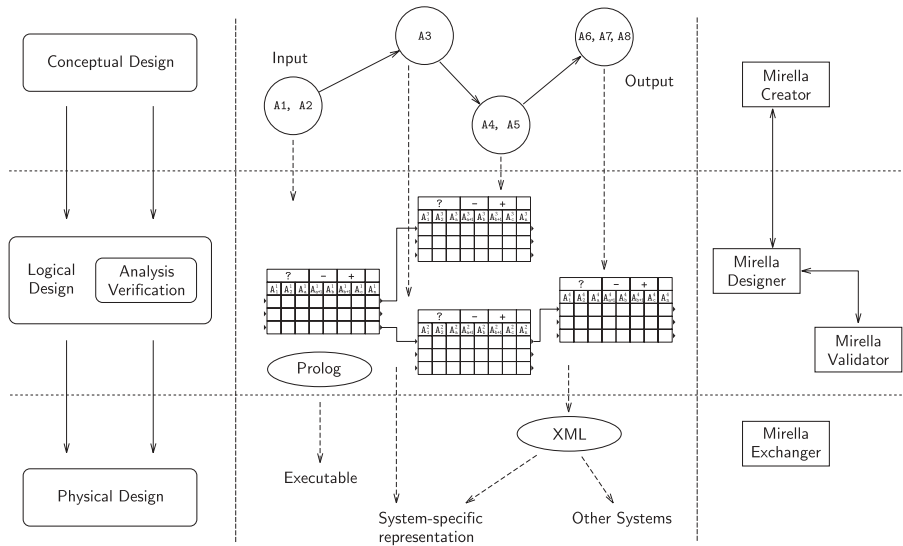 Conceptual Design
Logical
Design
Analysis
Verification
Physical Design
Input
A1, A2
A3
A4, A5
A6, A7, A8
Output
? - +
? - +
? - +
? - +
Prolog
XML
Executable
System-specific
representation
Other Systems
Mirella
Creator
Mirella
Designer
Mirella
Validator
Mirella
Exchanger